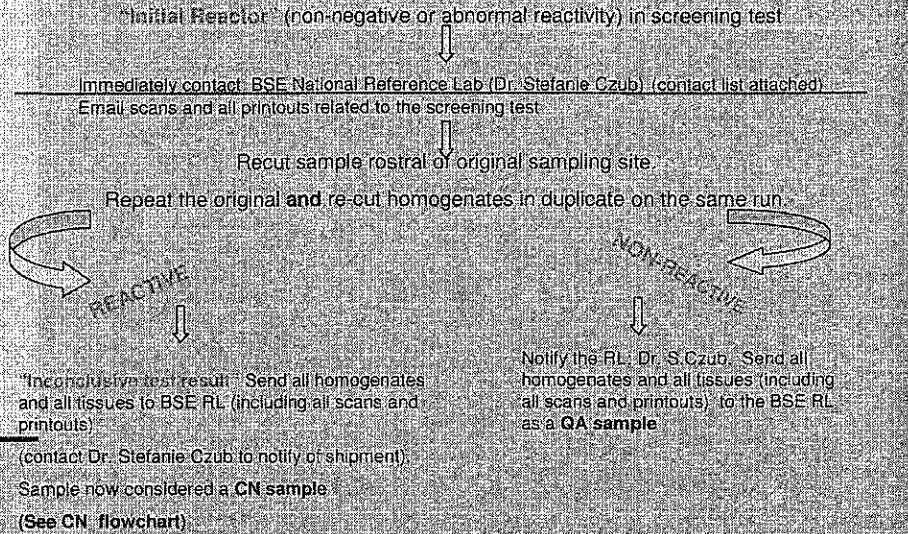 "Initial Reactor" (non-negative or abnormal reactivity) in screening test
Immediately contact BSE National Reference Lab (Dr. Stefanie Czub) (contact list attached)
Email scans and all printouts related to the screening test
Recut sample rostral of original sampling site.
Repeat the original and re-cut homogenates in duplicate on the same run.
REACTIVE
NON-REACTIVE
"Inconclusive test result" Send all homogenates
and all tissues to BSE RL (including all scans and
printouts)
(contact Dr. Stefanie Czub to notify of shipment)
Sample now considered a CN sample
(See CN flowchart)
Notify the RL, Dr. S.Czub. Send all
homogenates and all tissues (including
all scans and printouts) to the BSE RL
as a QA sample